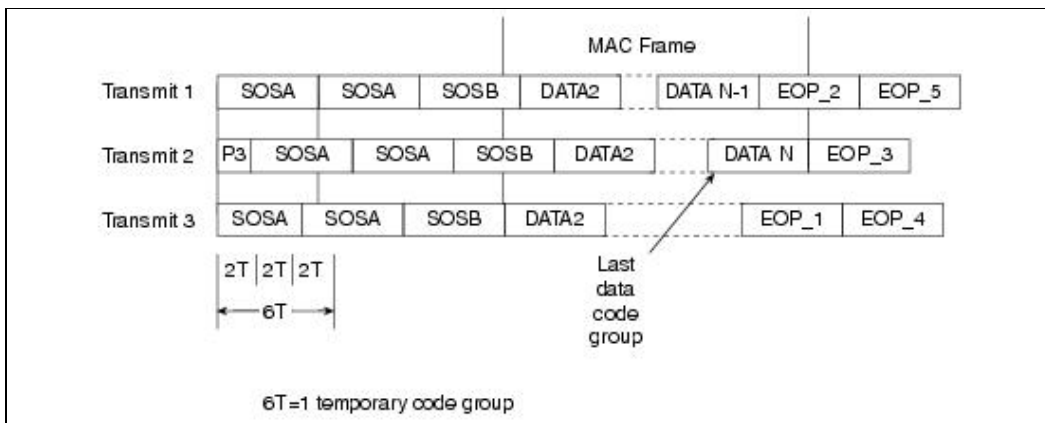 MAC Frame
Transmit 1 SOSA SOSA SOSB DATA2 DATA N-1 EOP_2 EOP_5
Transmit 2 P3 SOSA SOSA SOSB DATA2 DATA N EOP_3
Transmit 3 SOSA SOSA SOSB DATA2 EOP_1 EOP_4
2T 2T 2T
6T
Last
data
code
group
6T=1 temporary code group